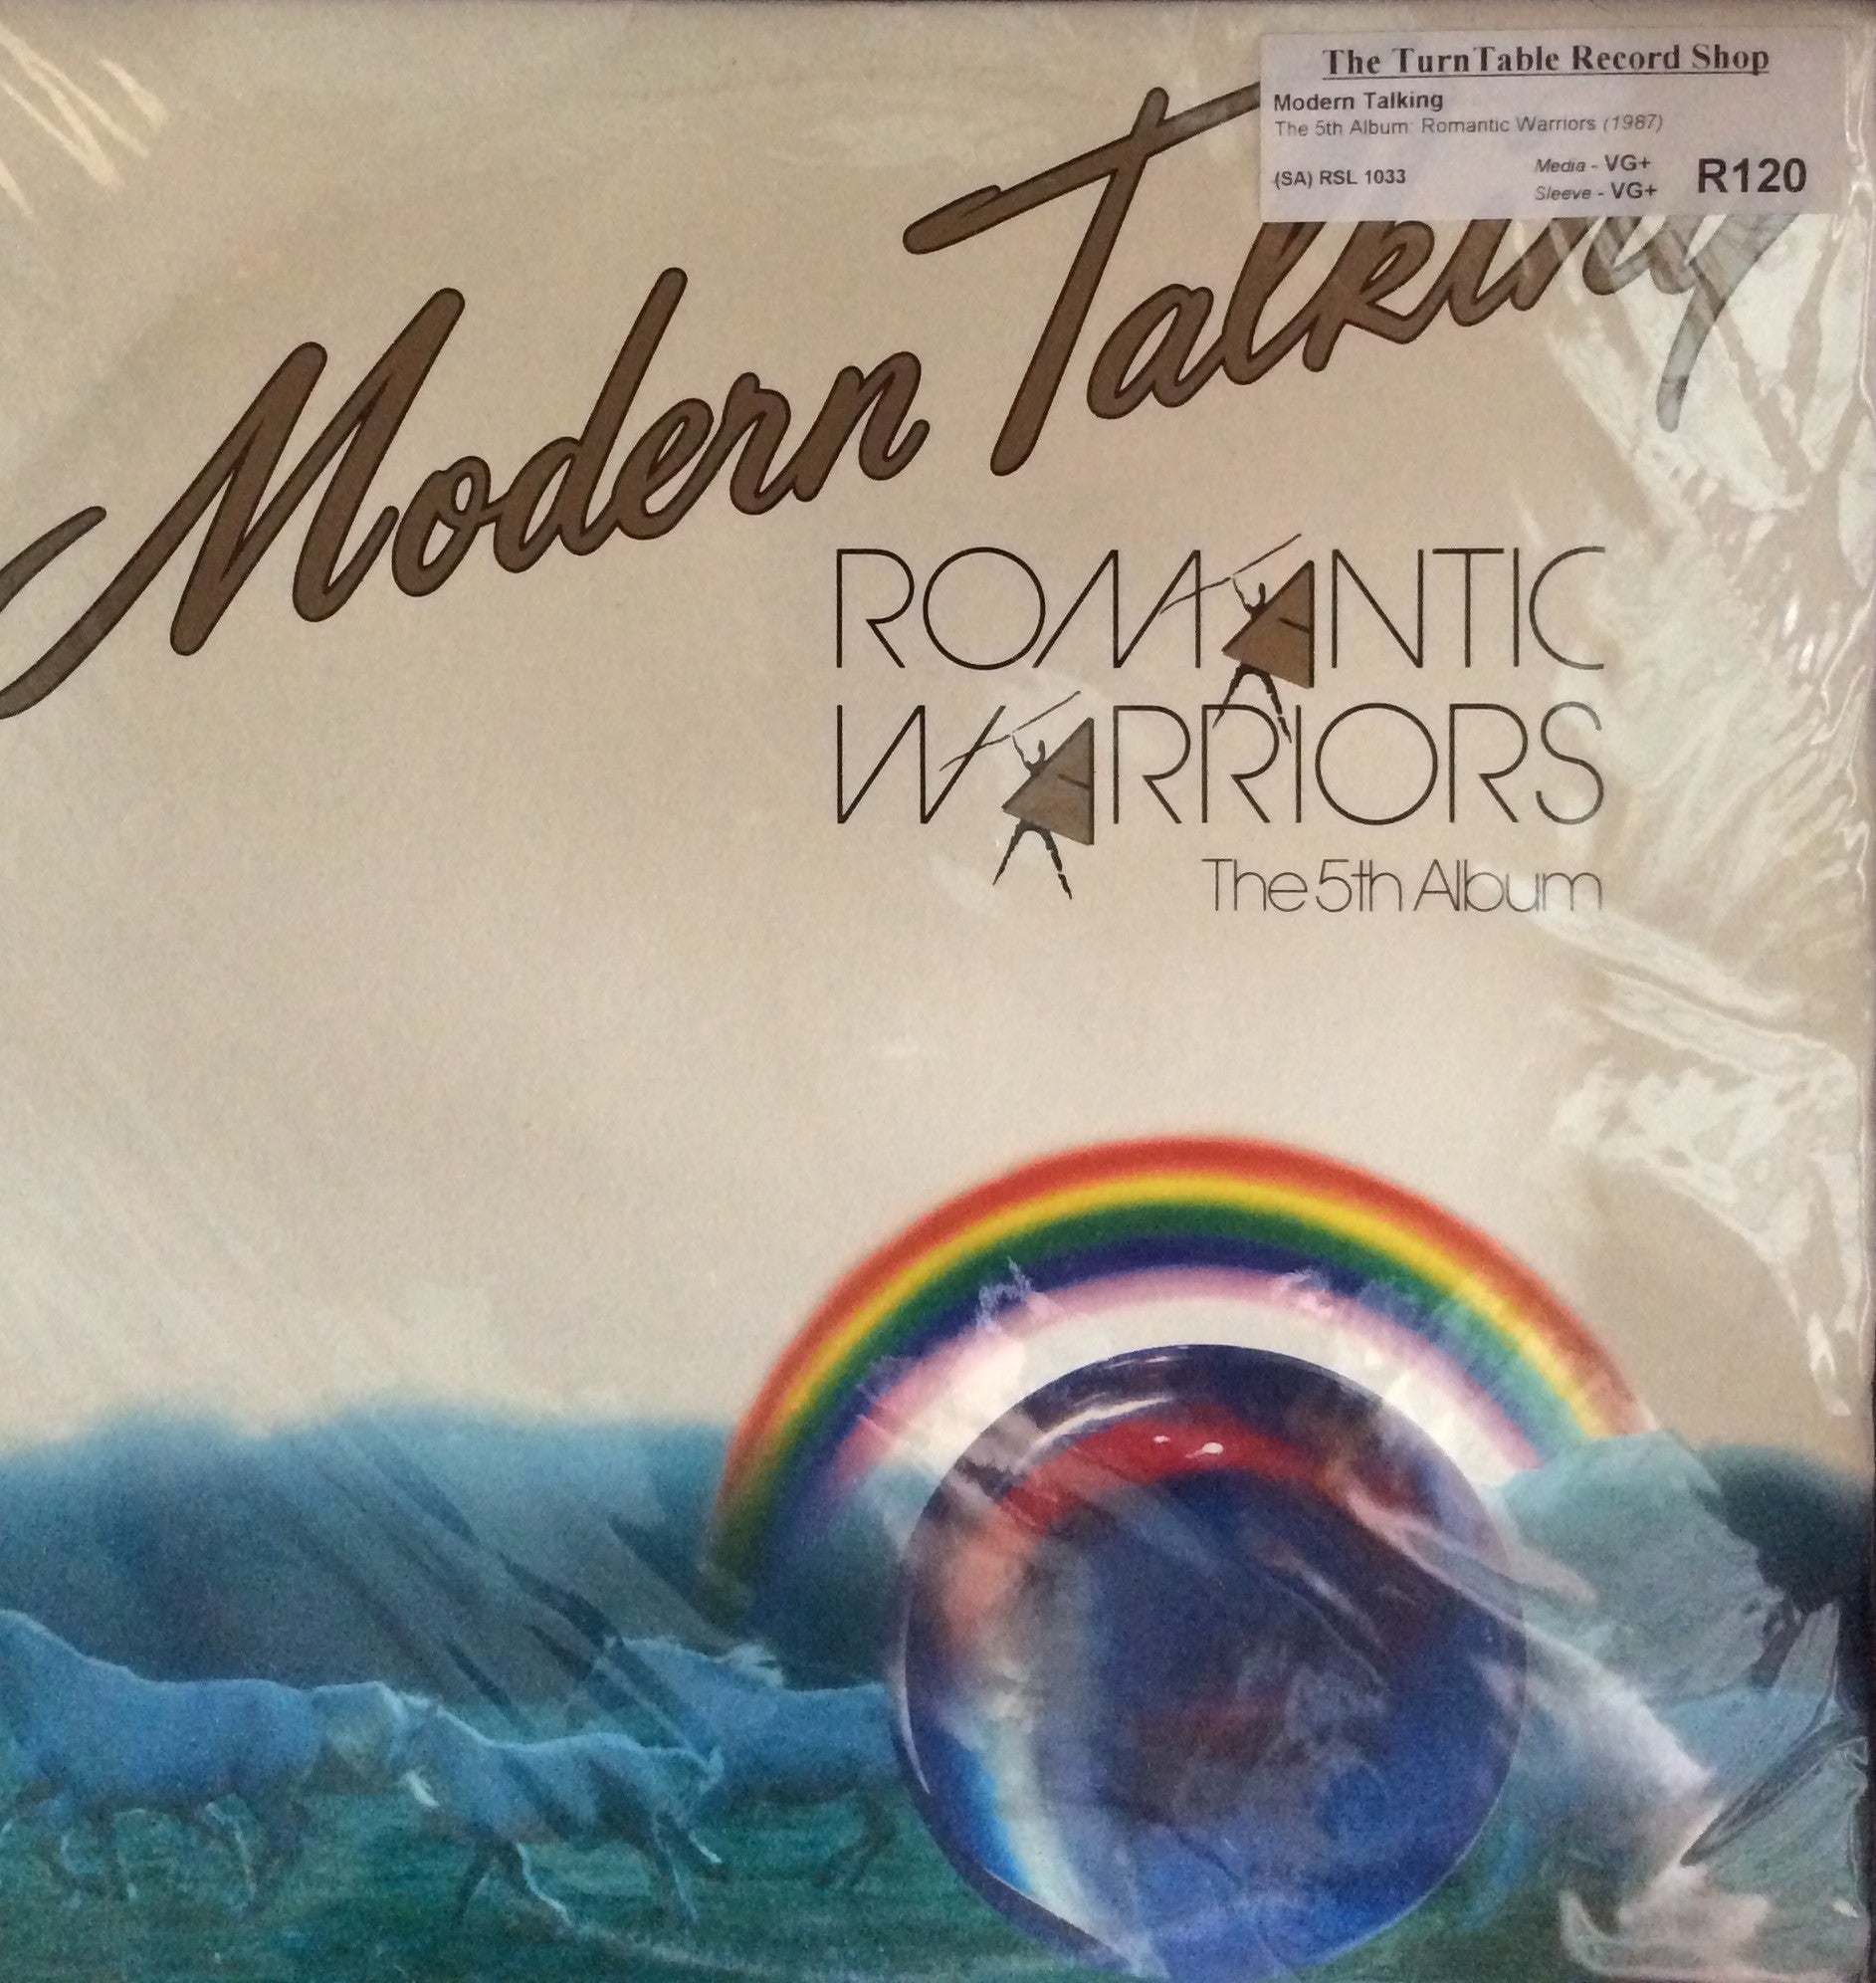 The TurnTable Record Shop
Modern Talking
The 5th Album: Romantic Warriors (1987)
(SA) RSL 1033
Media - VG+
Sleeve - VG+
R120
Modern Talking
ROMANTIC
WARRIORS
The 5th Album